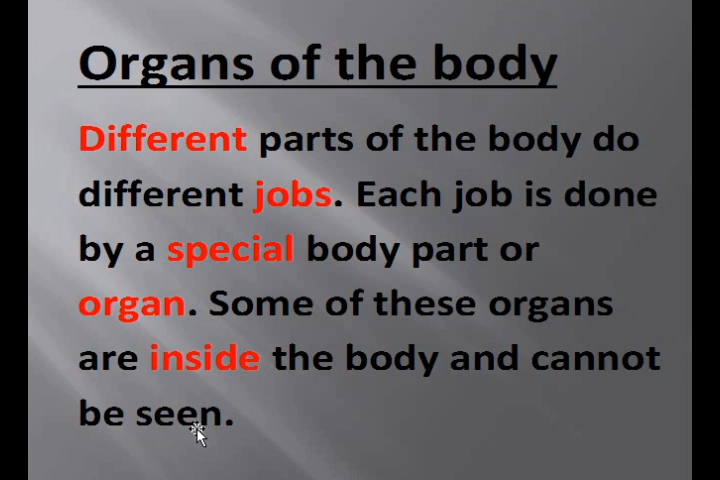 Organs of the body
Different parts of the body do
different jobs. Each job is done
by a special body part or
organ. Some of these organs
are inside the body and cannot
be seen.